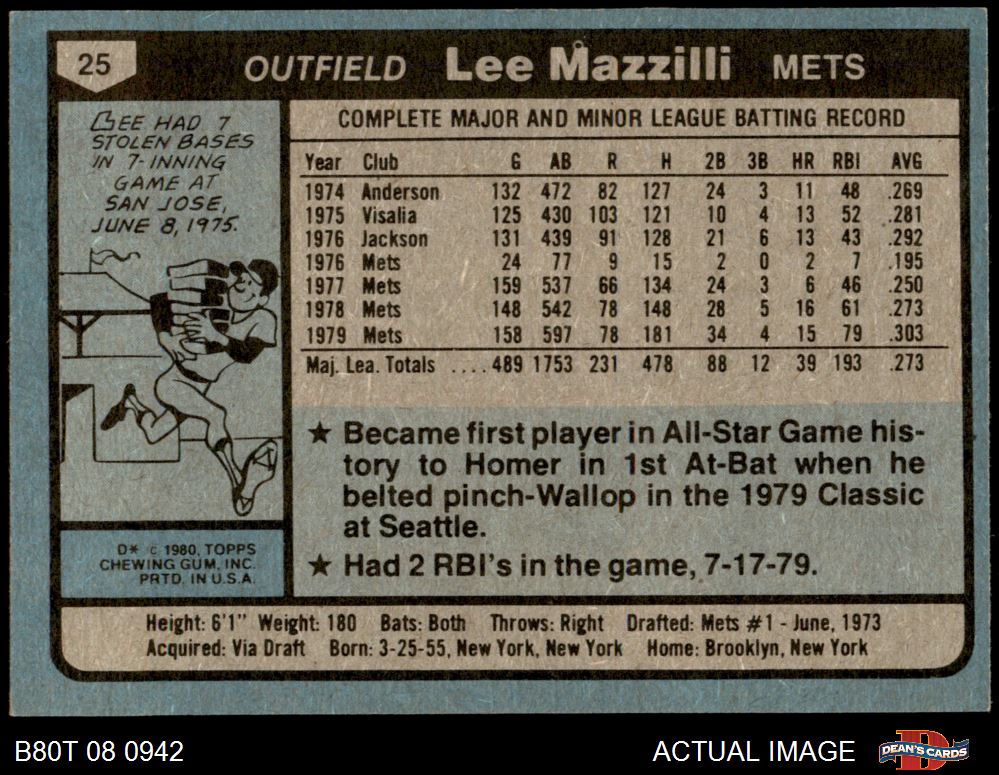 25 OUTFIELD Lee Mazzilli METS
LEE HAD 7
STOLEN BASES
IN 7-INNING
GAME AT
SAN JOSE,
JUNE 8, 1975.
D* © 1980, TOPPS
CHEWING GUM, INC.
PRTD. IN U.S.A.
COMPLETE MAJOR AND MINOR LEAGUE BATTING RECORD
Year Club G AB R H 2B 3B HR RBI AVG
1974 Anderson 132 472 82 127 24 3 11 48 .269
1975 Visalia 125 430 103 121 10 4 13 52 .281
1976 Jackson 131 439 91 128 21 6 13 43 .292
1976 Mets 24 77 9 15 2 0 2 7 .195
1977 Mets 159 537 66 134 24 3 6 46 .250
1978 Mets 148 542 78 148 28 5 16 61 .273
1979 Mets 158 597 78 181 34 4 15 79 .303
Maj. Lea. Totals .... 489 1753 231 478 88 12 39 193 .273
★ Became first player in All-Star Game his-
tory to Homer in 1st At-Bat when he
belted pinch-Wallop in the 1979 Classic
at Seattle.
★ Had 2 RBI's in the game, 7-17-79.
Height: 6'1" Weight: 180 Bats: Both Throws: Right Drafted: Mets #1 - June, 1973
Acquired: Via Draft Born: 3-25-55, New York, New York Home: Brooklyn, New York
B80T 08 0942 ACTUAL IMAGE D DEAN'S CARDS